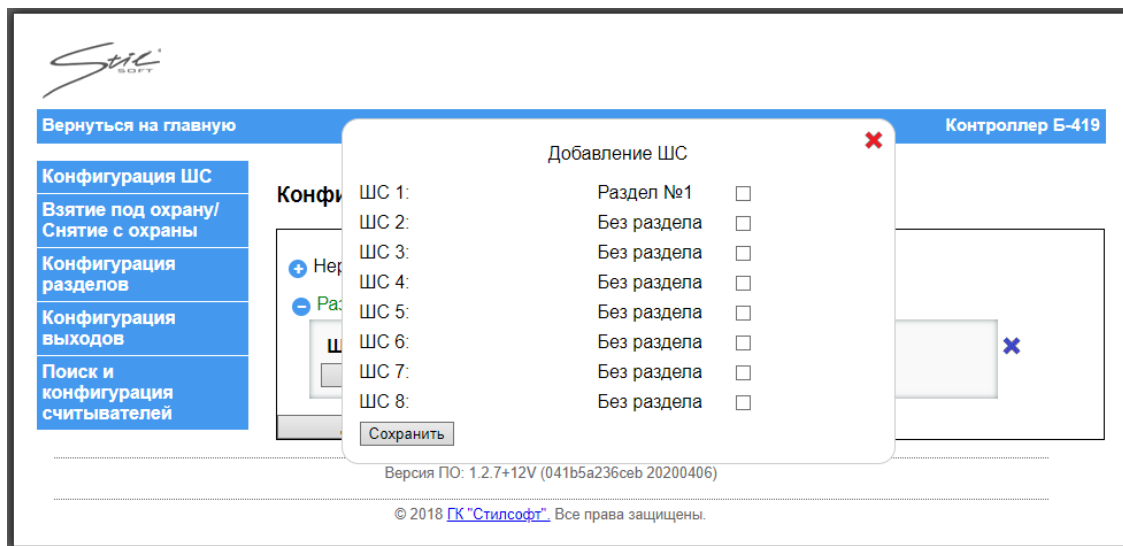 Stil
SOFT
Вернуться на главную
Контроллер Б-419
Конфигурация ШС
Взятие под охрану/
Снятие с охраны
Конфигурация
разделов
Конфигурация
выходов
Поиск и
конфигурация
считывателей
Добавление ШС
ШС 1: Раздел №1
ШС 2: Без раздела
ШС 3: Без раздела
ШС 4: Без раздела
ШС 5: Без раздела
ШС 6: Без раздела
ШС 7: Без раздела
ШС 8: Без раздела
Сохранить
Версия ПО: 1.2.7+12V (041b5a236ceb 20200406)
© 2018 ГК "Стилсофт". Все права защищены.